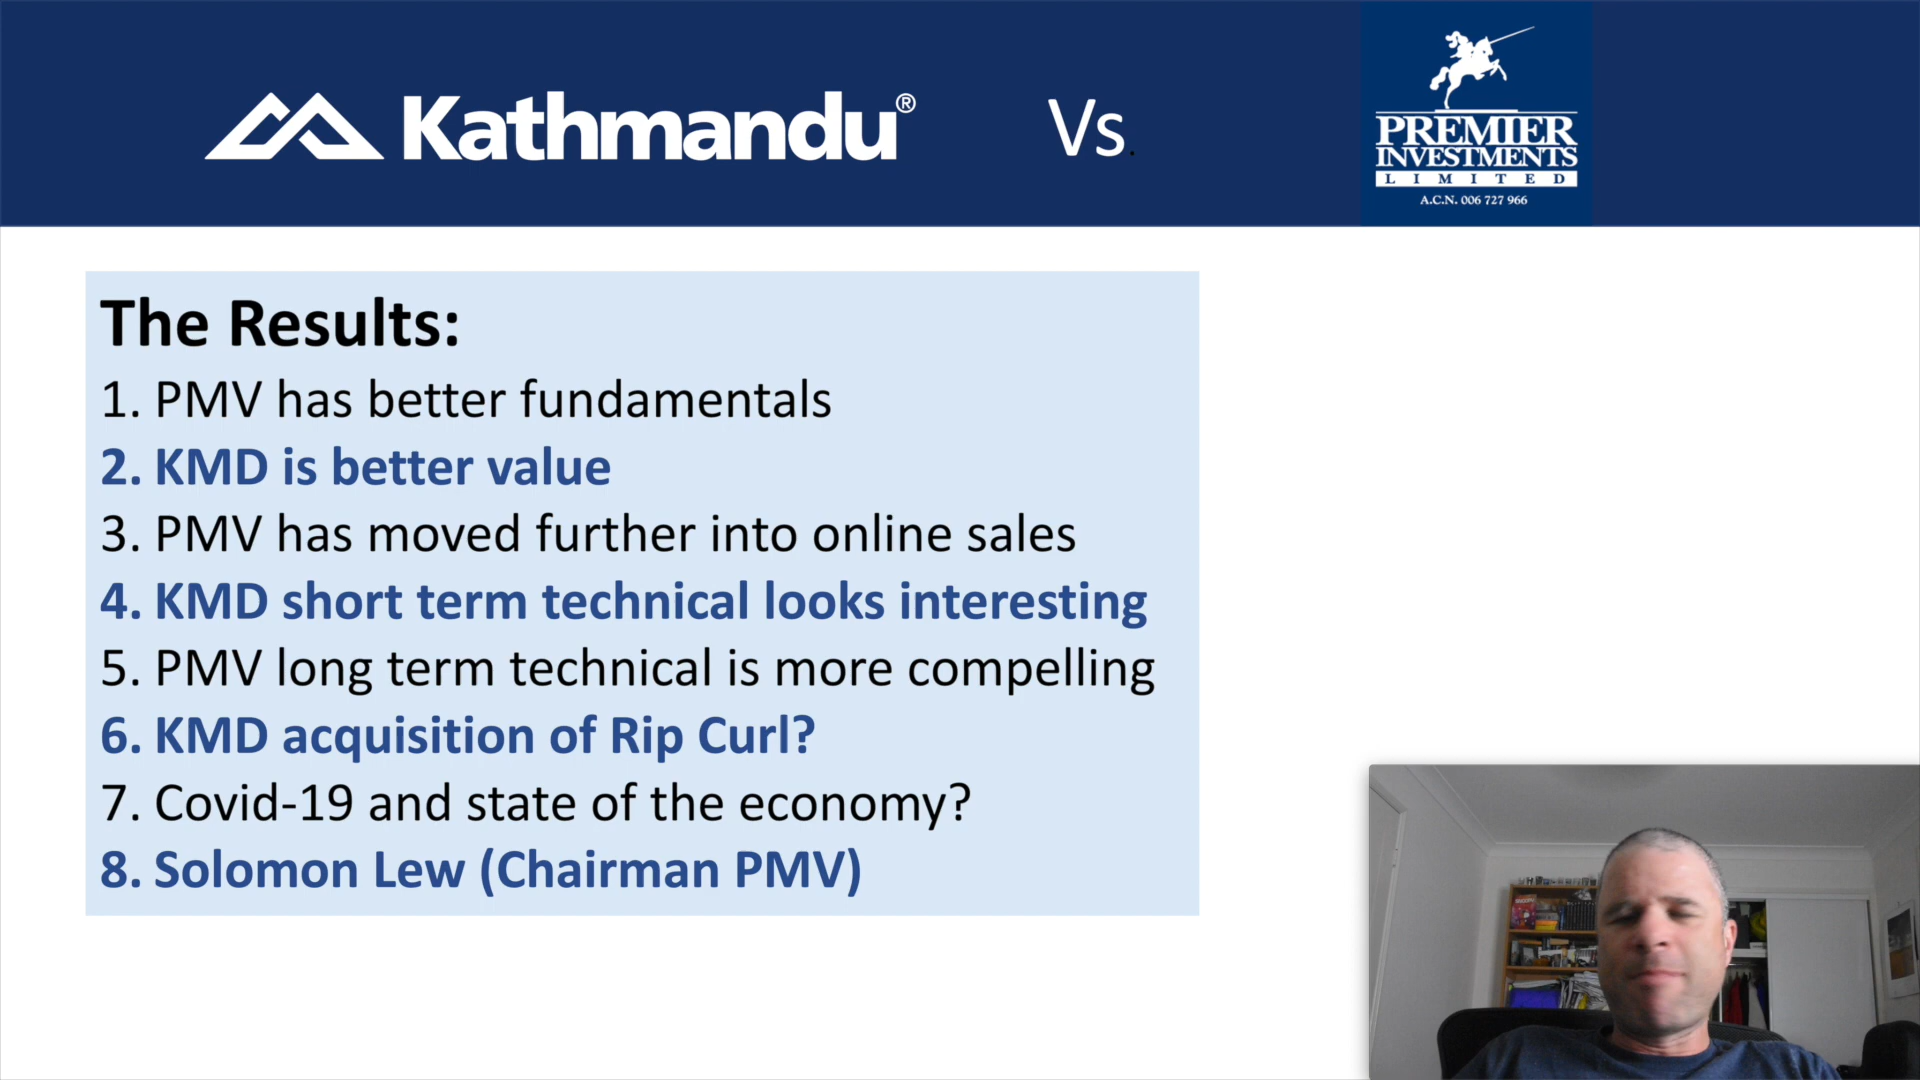 Kathmandu®
Vs.
PREMIER
INVESTMENTS
LIMITED
A.C.N. 006 727 966
The Results:
1. PMV has better fundamentals
2. KMD is better value
3. PMV has moved further into online sales
4. KMD short term technical looks interesting
5. PMV long term technical is more compelling
6. KMD acquisition of Rip Curl?
7. Covid-19 and state of the economy?
8. Solomon Lew (Chairman PMV)